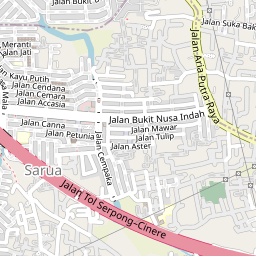 Jalan Bukit
Jalan Suka Bak
Meranti
Jalan Jati
Jalan Aria Putra Raya
Kayu Putih
Jalan Cendana
Jalan Cemara
Jalan Accasia
Jalan Bukit Nusa Indah
Jalan Canna
Jalan Mawar
Jalan Petunia
Jalan Tulip
Jalan Aster
Jalan Cempaka
Sarua
Jalan Tol Serpong-Cinere